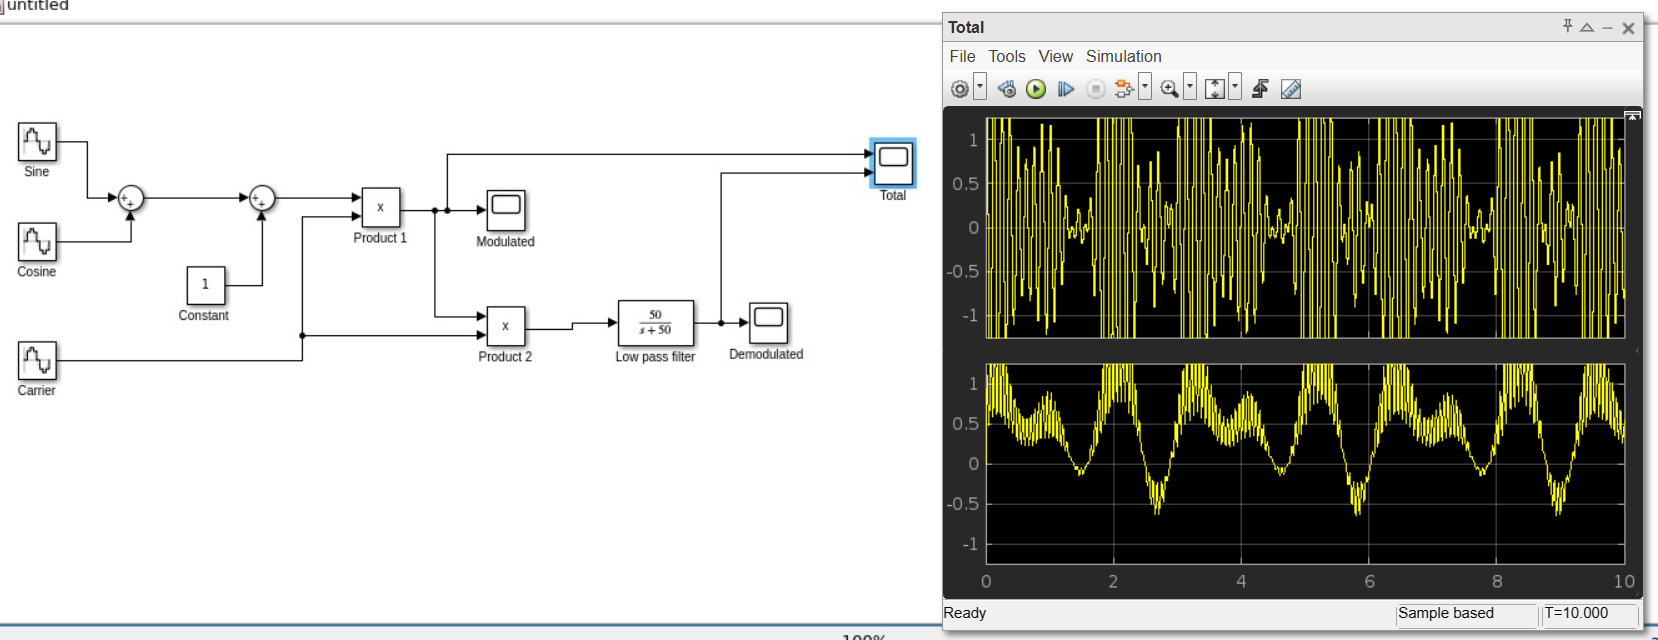 untitled
Sine
Cosine
1
Constant
Carrier
+
+
+
+
x
Product 1
Modulated
x
Product 2
50
s + 50
Low pass filter
Demodulated
Total
Total
File Tools View Simulation
1
0.5
0
-0.5
-1
1
0.5
0
-0.5
-1
0 2 4 6 8 10
Ready
Sample based
T=10.000
100%